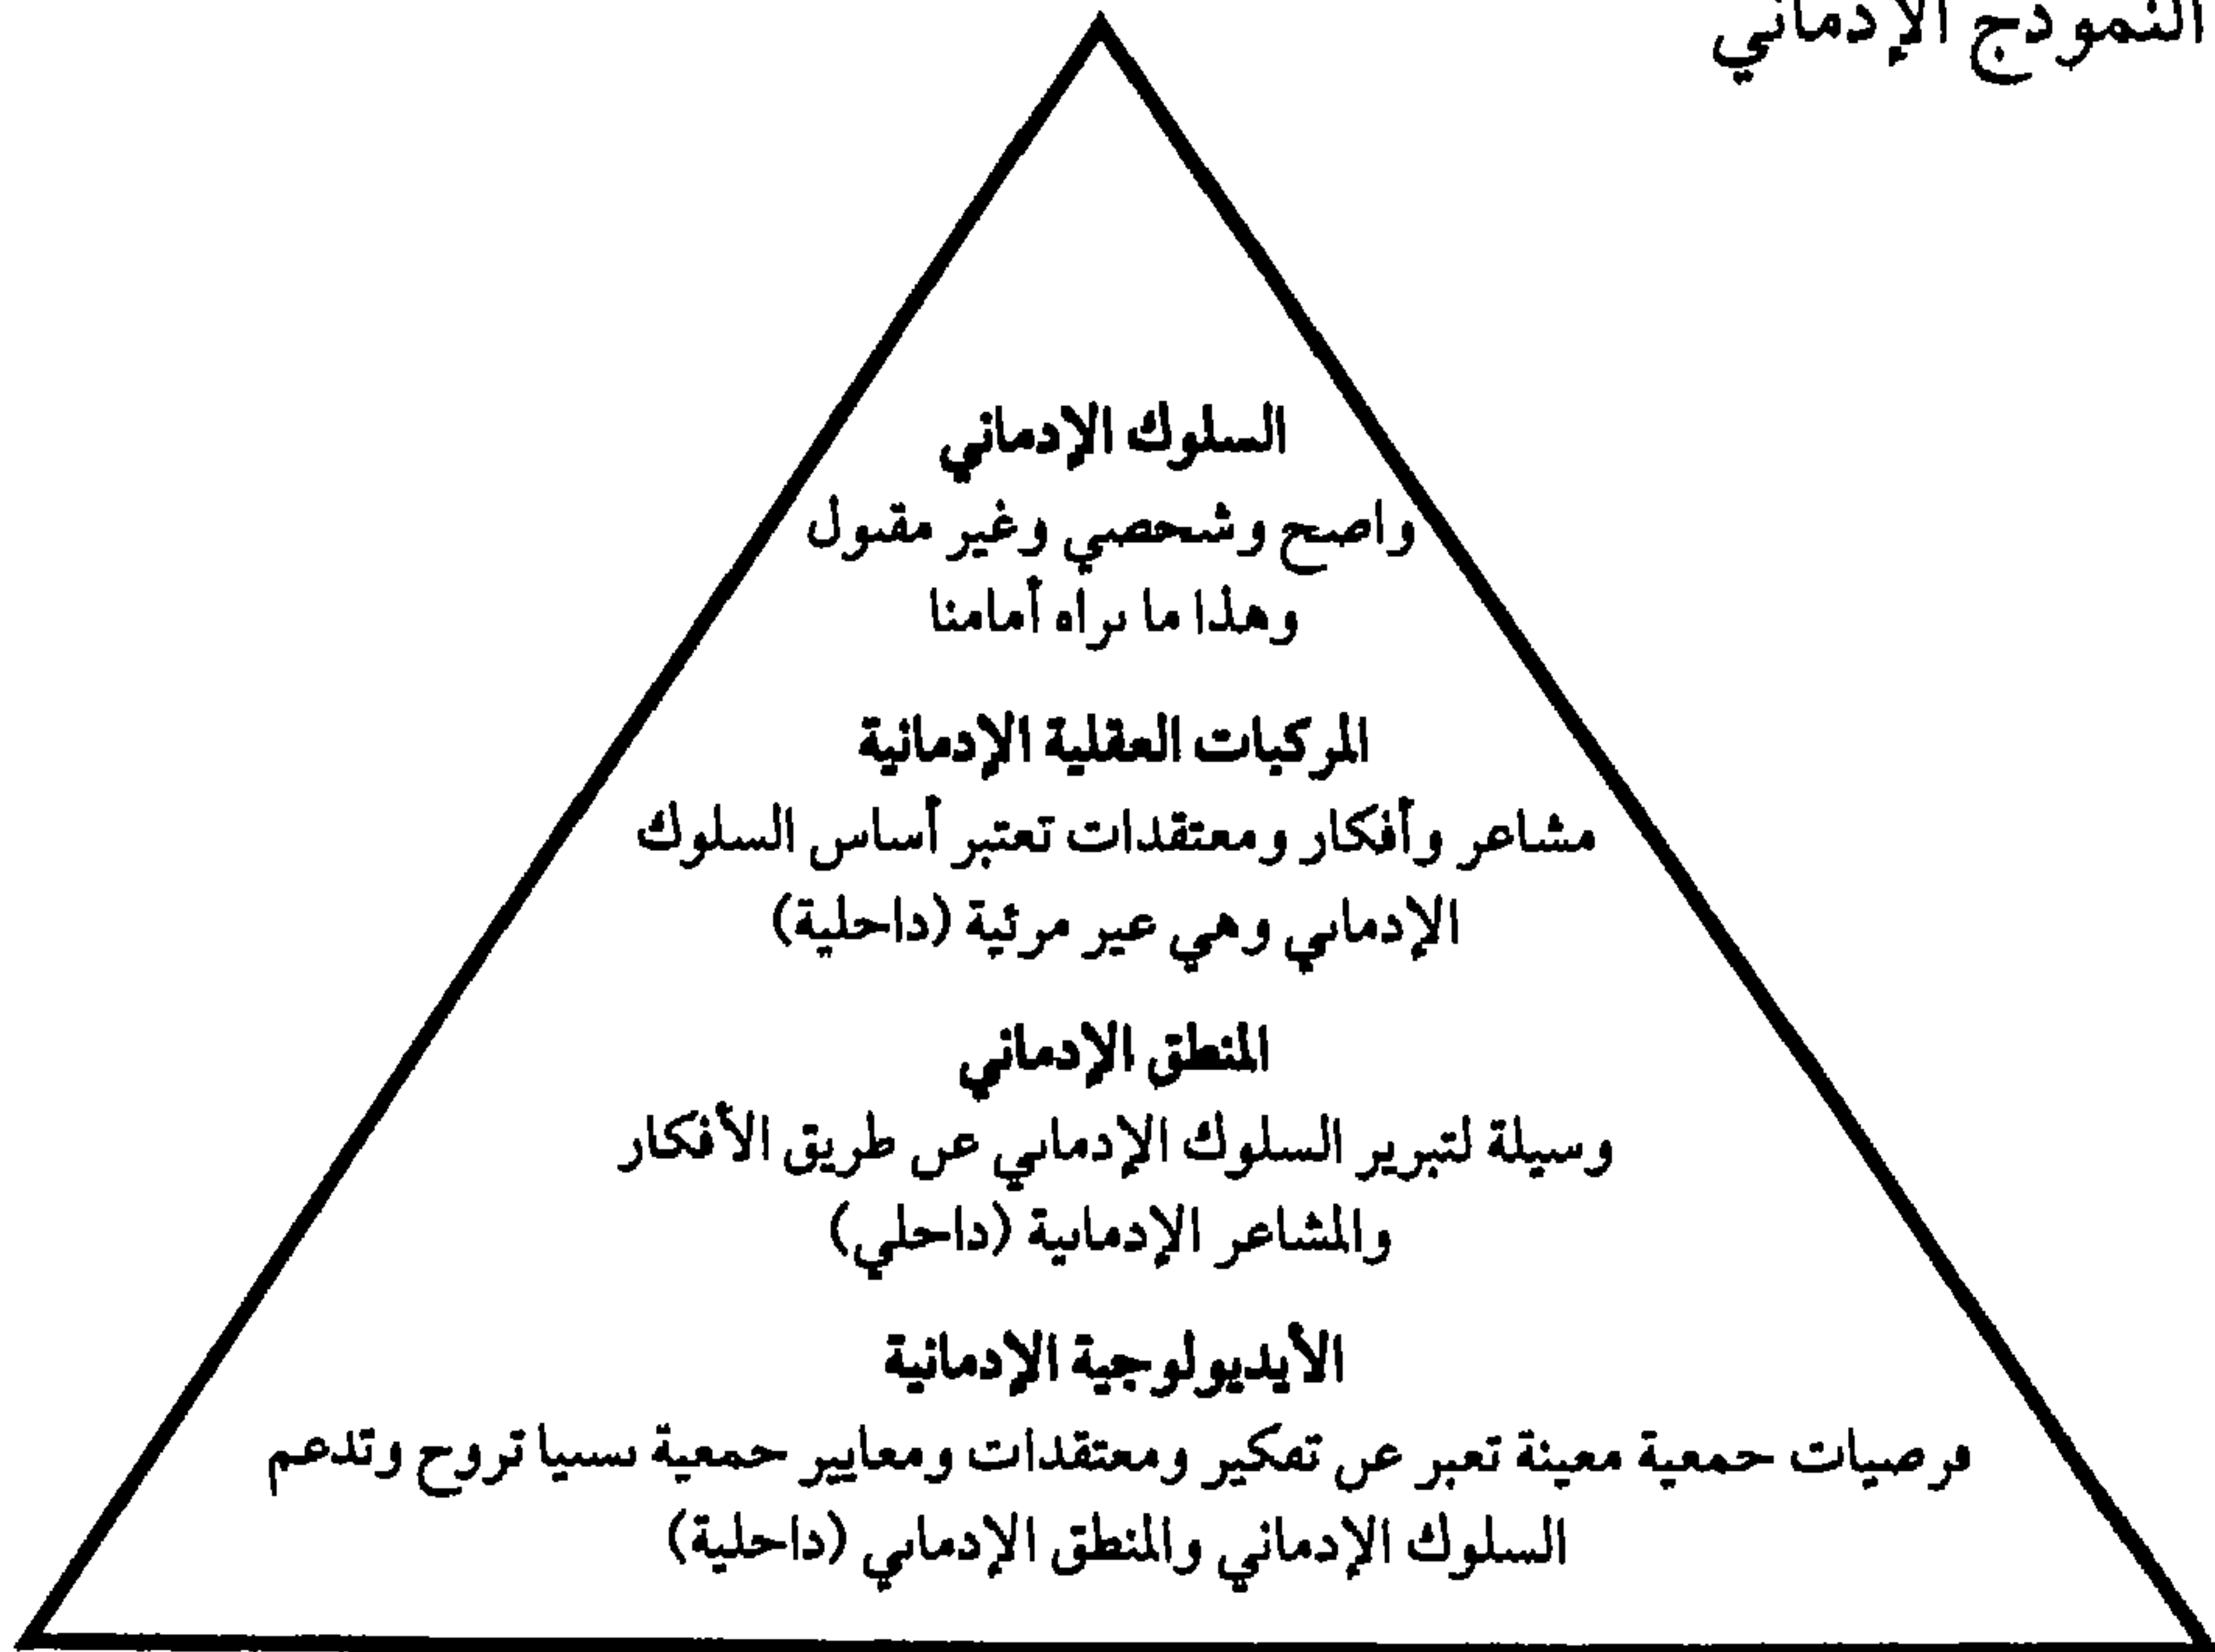 النموذج الإدماني
السلوك الإدماني
واضح وشخصي وغير مقبول
وهذا ما نراه أمامنا
المركبات العقلية الإدمانية
مشاعر وأفكار ومعتقدات تعتبر أساس السلوك
الإدماني وهي غير مرئية (داخلية)
المنطق الإدماني
وسيلة لتبرير السلوك الإدماني عن طريق الأفكار
والمشاعر الإدمانية (داخلي)
الأيديولوجية الإدمانية
فرضيات جمعية معينة تعبر عن تفكير ومعتقدات ومعايير جمعية نسبيا تروج وتدعم
السلوك الإدماني والمنطق الإدماني (داخلية)